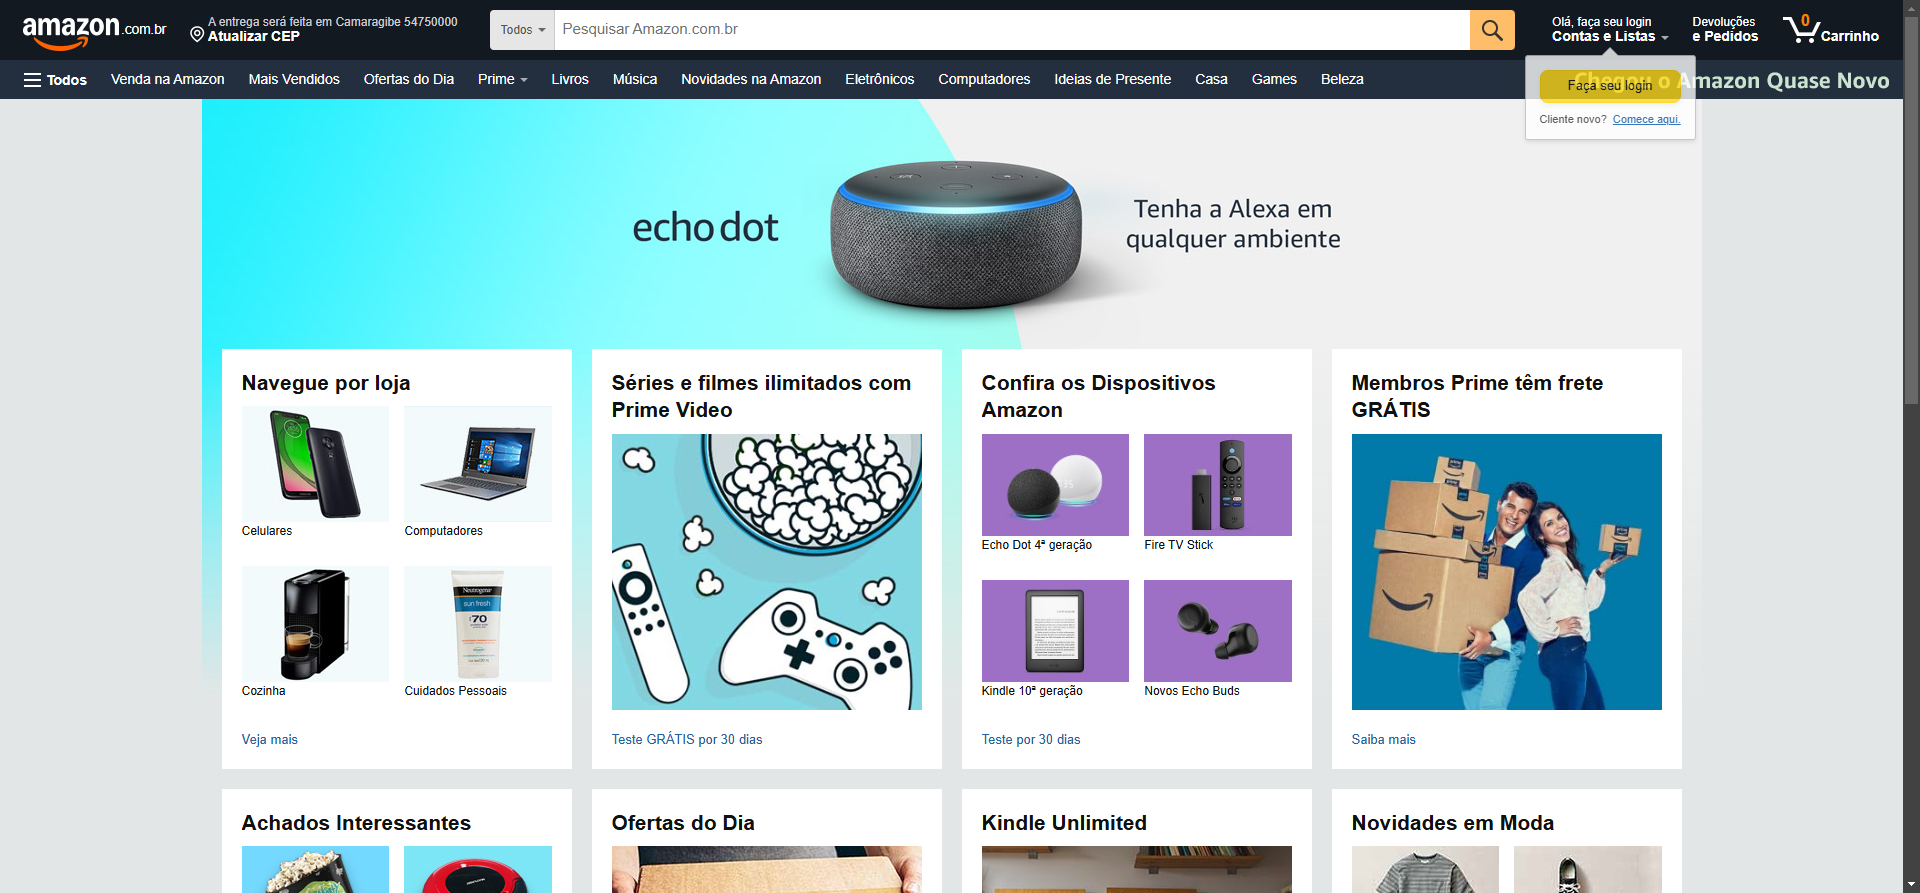 amazon.com.br
A entrega será feita em Camaragibe 54750000
Atualizar CEP
Todos
Pesquisar Amazon.com.br
Olá, faça seu login
Contas e Listas
Devoluções
e Pedidos
0
Carrinho
Todos
Venda na Amazon
Mais Vendidos
Ofertas do Dia
Prime
Livros
Música
Novidades na Amazon
Eletrônicos
Computadores
Ideias de Presente
Casa
Games
Beleza
Chegou o Amazon Quase Novo
Faça seu login
Cliente novo? Comece aqui.
echo dot
Tenha a Alexa em
qualquer ambiente
Navegue por loja
Celulares
Computadores
Neutrogena
sun fresh
70
Cozinha
Cuidados Pessoais
Veja mais
Séries e filmes ilimitados com
Prime Video
Teste GRÁTIS por 30 dias
Confira os Dispositivos
Amazon
Echo Dot 4ª geração
Fire TV Stick
Kindle 10ª geração
Novos Echo Buds
Teste por 30 dias
Membros Prime têm frete
GRÁTIS
Saiba mais
Achados Interessantes
Ofertas do Dia
Kindle Unlimited
Novidades em Moda